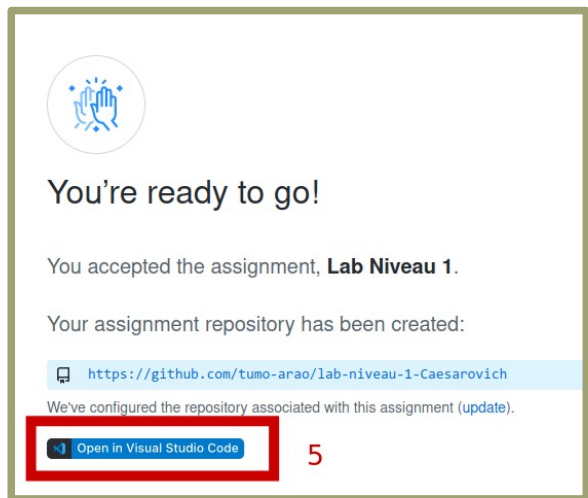 You’re ready to go!
You accepted the assignment, Lab Niveau 1.
Your assignment repository has been created:
https://github.com/tumo-arao/lab-niveau-1-Caesarovich
We've configured the repository associated with this assignment (update).
Open in Visual Studio Code
5